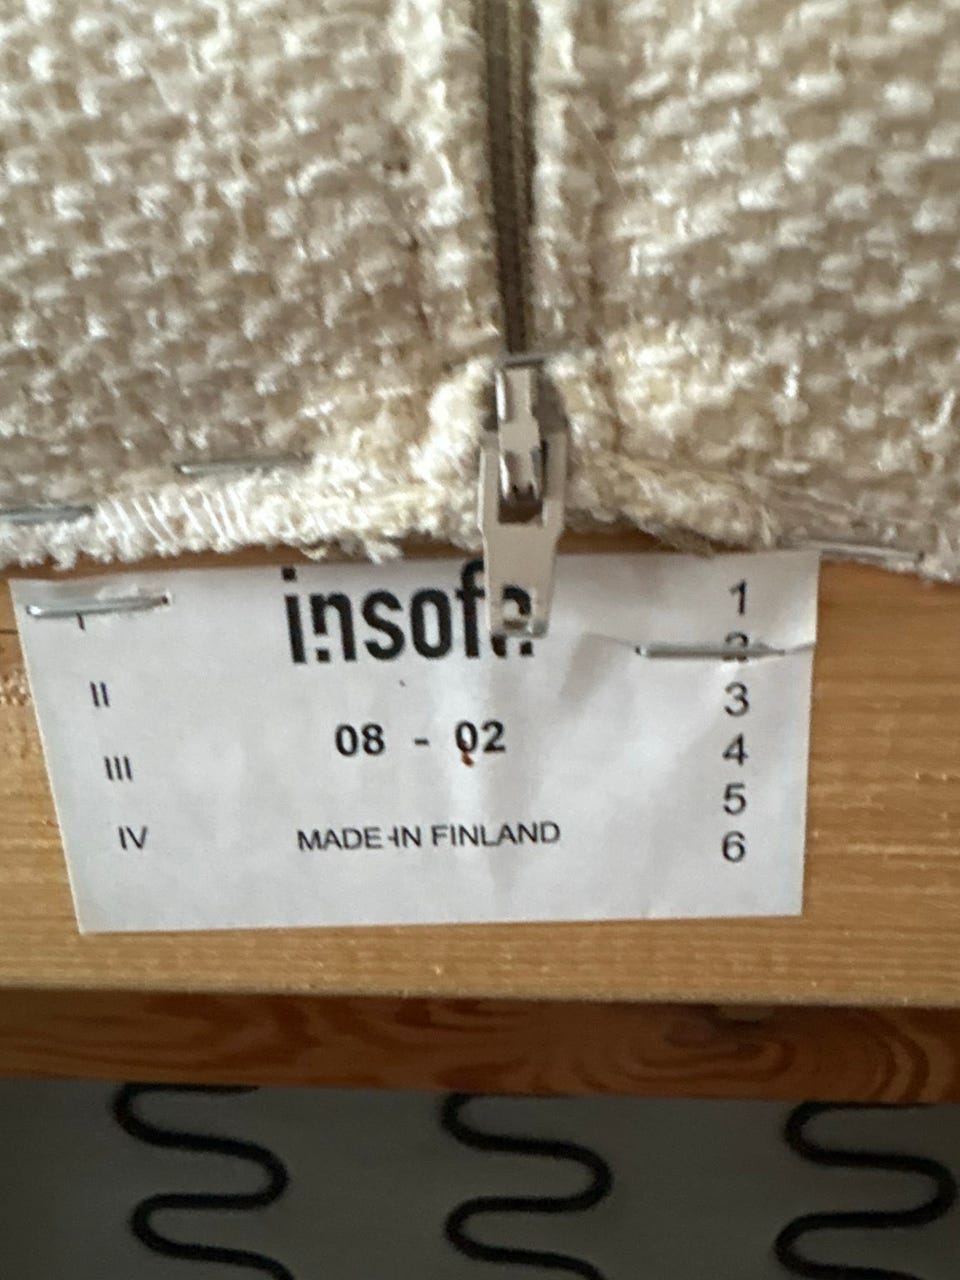 insofa
I 1
2
II 3
08 - 02
4
III
5
IV MADE IN FINLAND 6